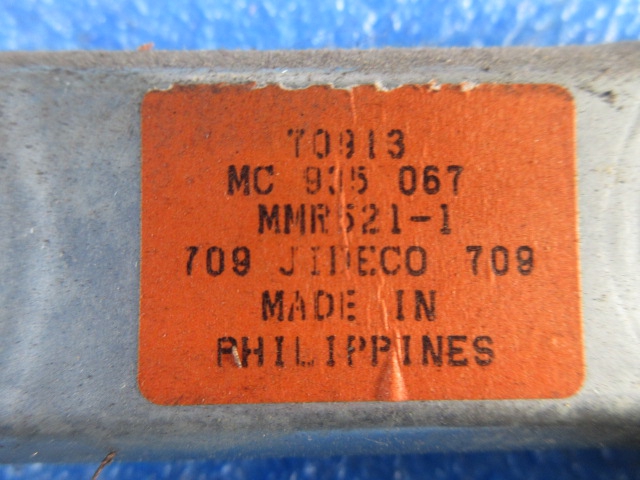 70913
MC 935 067
MMR521-1
709 JIDECO 709
MADE IN
PHILIPPINES